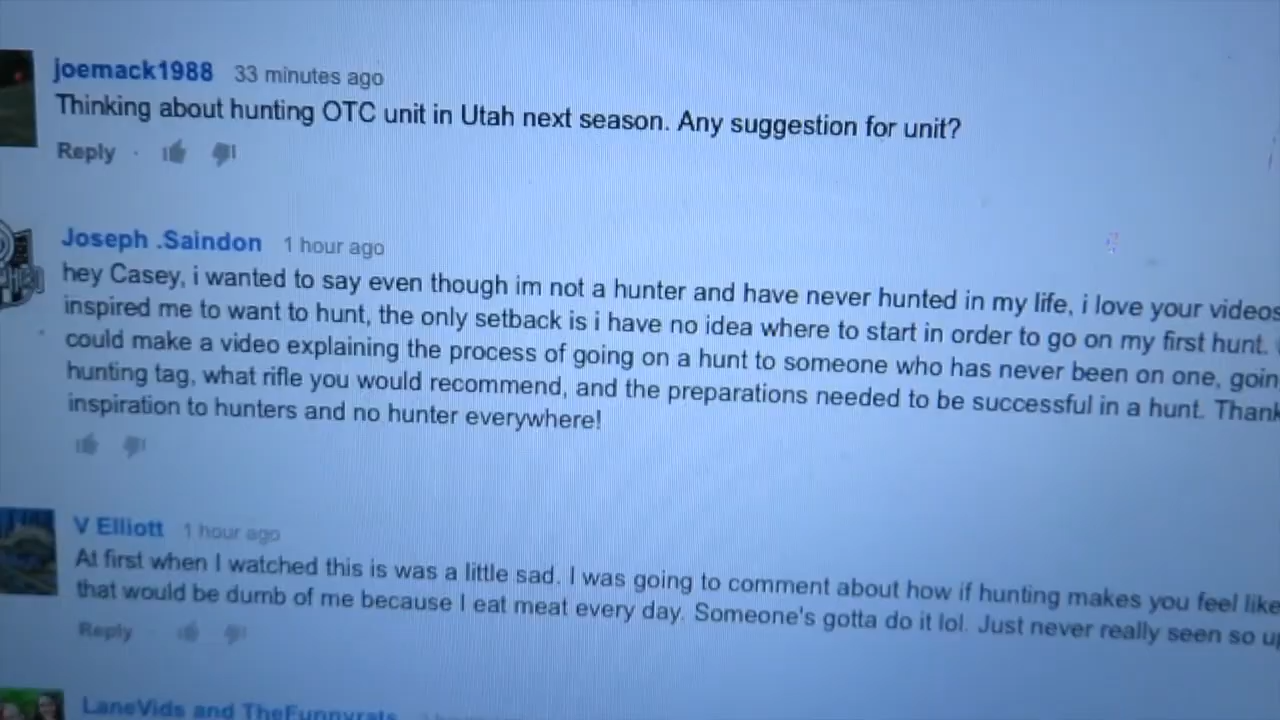 joemack1988 33 minutes ago
Thinking about hunting OTC unit in Utah next season. Any suggestion for unit?
Reply ·
Joseph .Saindon 1 hour ago
hey Casey, i wanted to say even though im not a hunter and have never hunted in my life, i love your videos
inspired me to want to hunt, the only setback is i have no idea where to start in order to go on my first hunt.
could make a video explaining the process of going on a hunt to someone who has never been on one, goin
hunting tag, what rifle you would recommend, and the preparations needed to be successful in a hunt. Thank
inspiration to hunters and no hunter everywhere!
V Elliott 1 hour ago
At first when I watched this is was a little sad. I was going to comment about how if hunting makes you feel like
that would be dumb of me because I eat meat every day. Someone's gotta do it lol. Just never really seen so up
Reply
LaneVids and TheFunnyrats